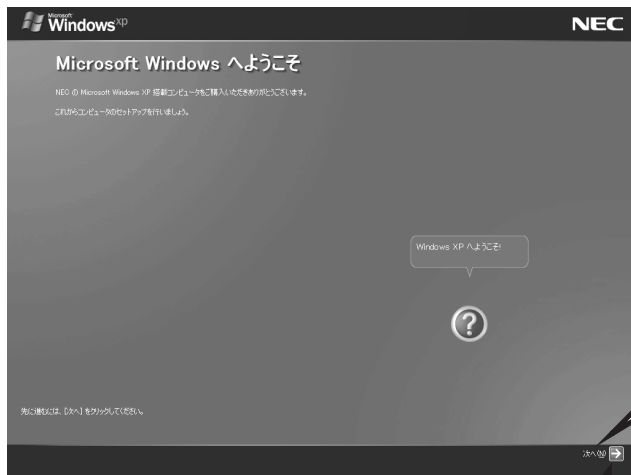 Microsoft
Windows xp
NEC
Microsoft Windows へようこそ
NEC の Microsoft Windows XP 搭載コンピュータをご購入いただきありがとうございます。
これからコンピュータのセットアップを行いましょう。
Windows XP へようこそ!
?
先に進むには、[次へ] をクリックしてください。
次へ(N)